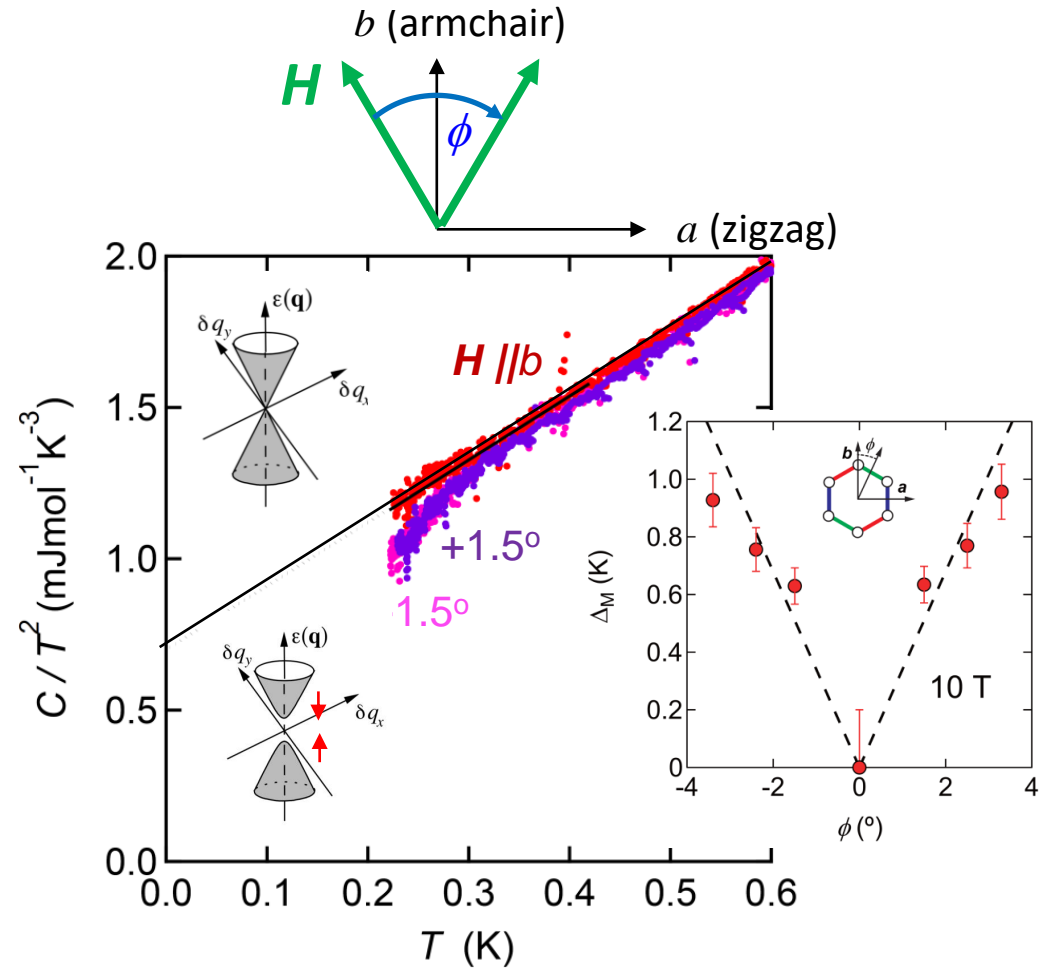 b (armchair)
H
ϕ
a (zigzag)
2.0
1.5
1.0
0.5
0.0
C / T² (mJmol⁻¹K⁻³)
0.0 0.1 0.2 0.3 0.4 0.5 0.6
T (K)
ε(q)
δq_y
δq_x
H //b
+1.5°
1.5°
ε(q)
δq_y
δq_x
1.2
1.0
0.8
0.6
0.4
0.2
0
Δ_M (K)
b ϕ
a
10 T
-4 -2 0 2 4
ϕ (°)